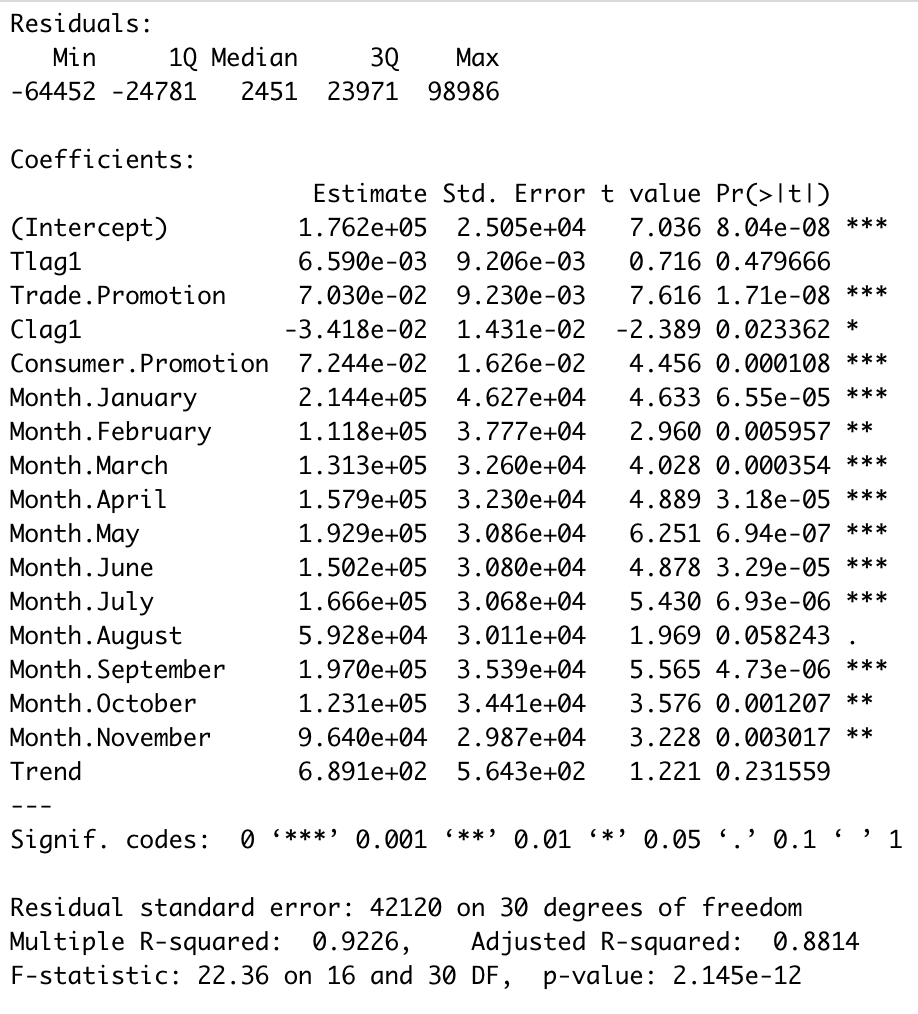 Residuals:
   Min     1Q Median     3Q    Max
-64452 -24781   2451  23971  98986

Coefficients:
                    Estimate Std. Error t value Pr(>|t|)
(Intercept)        1.762e+05  2.505e+04   7.036 8.04e-08 ***
Tlag1              6.590e-03  9.206e-03   0.716 0.479666
Trade.Promotion    7.030e-02  9.230e-03   7.616 1.71e-08 ***
Clag1             -3.418e-02  1.431e-02  -2.389 0.023362 *
Consumer.Promotion 7.244e-02  1.626e-02   4.456 0.000108 ***
Month.January      2.144e+05  4.627e+04   4.633 6.55e-05 ***
Month.February     1.118e+05  3.777e+04   2.960 0.005957 **
Month.March        1.313e+05  3.260e+04   4.028 0.000354 ***
Month.April        1.579e+05  3.230e+04   4.889 3.18e-05 ***
Month.May          1.929e+05  3.086e+04   6.251 6.94e-07 ***
Month.June         1.502e+05  3.080e+04   4.878 3.29e-05 ***
Month.July         1.666e+05  3.068e+04   5.430 6.93e-06 ***
Month.August       5.928e+04  3.011e+04   1.969 0.058243 .
Month.September    1.970e+05  3.539e+04   5.565 4.73e-06 ***
Month.October      1.231e+05  3.441e+04   3.576 0.001207 **
Month.November     9.640e+04  2.987e+04   3.228 0.003017 **
Trend              6.891e+02  5.643e+02   1.221 0.231559
---
Signif. codes:  0 ‘***’ 0.001 ‘**’ 0.01 ‘*’ 0.05 ‘.’ 0.1 ‘ ’ 1

Residual standard error: 42120 on 30 degrees of freedom
Multiple R-squared:  0.9226,    Adjusted R-squared:  0.8814
F-statistic: 22.36 on 16 and 30 DF,  p-value: 2.145e-12